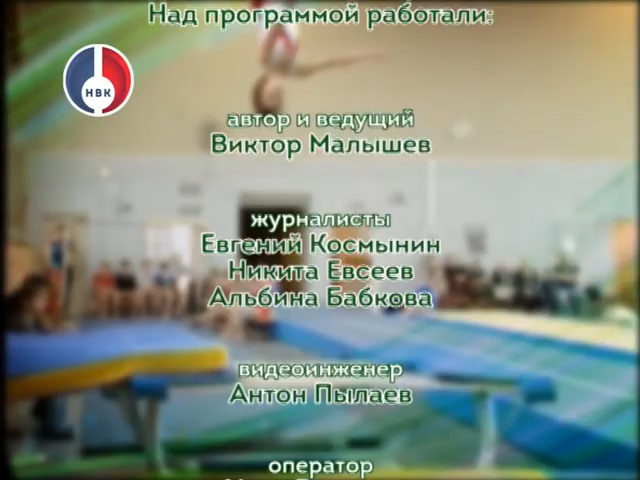 Над программой работали:
НВК
автор и ведущий
Виктор Малышев
журналисты
Евгений Космынин
Никита Евсеев
Альбина Бабкова
видеоинженер
Антон Пылаев
оператор